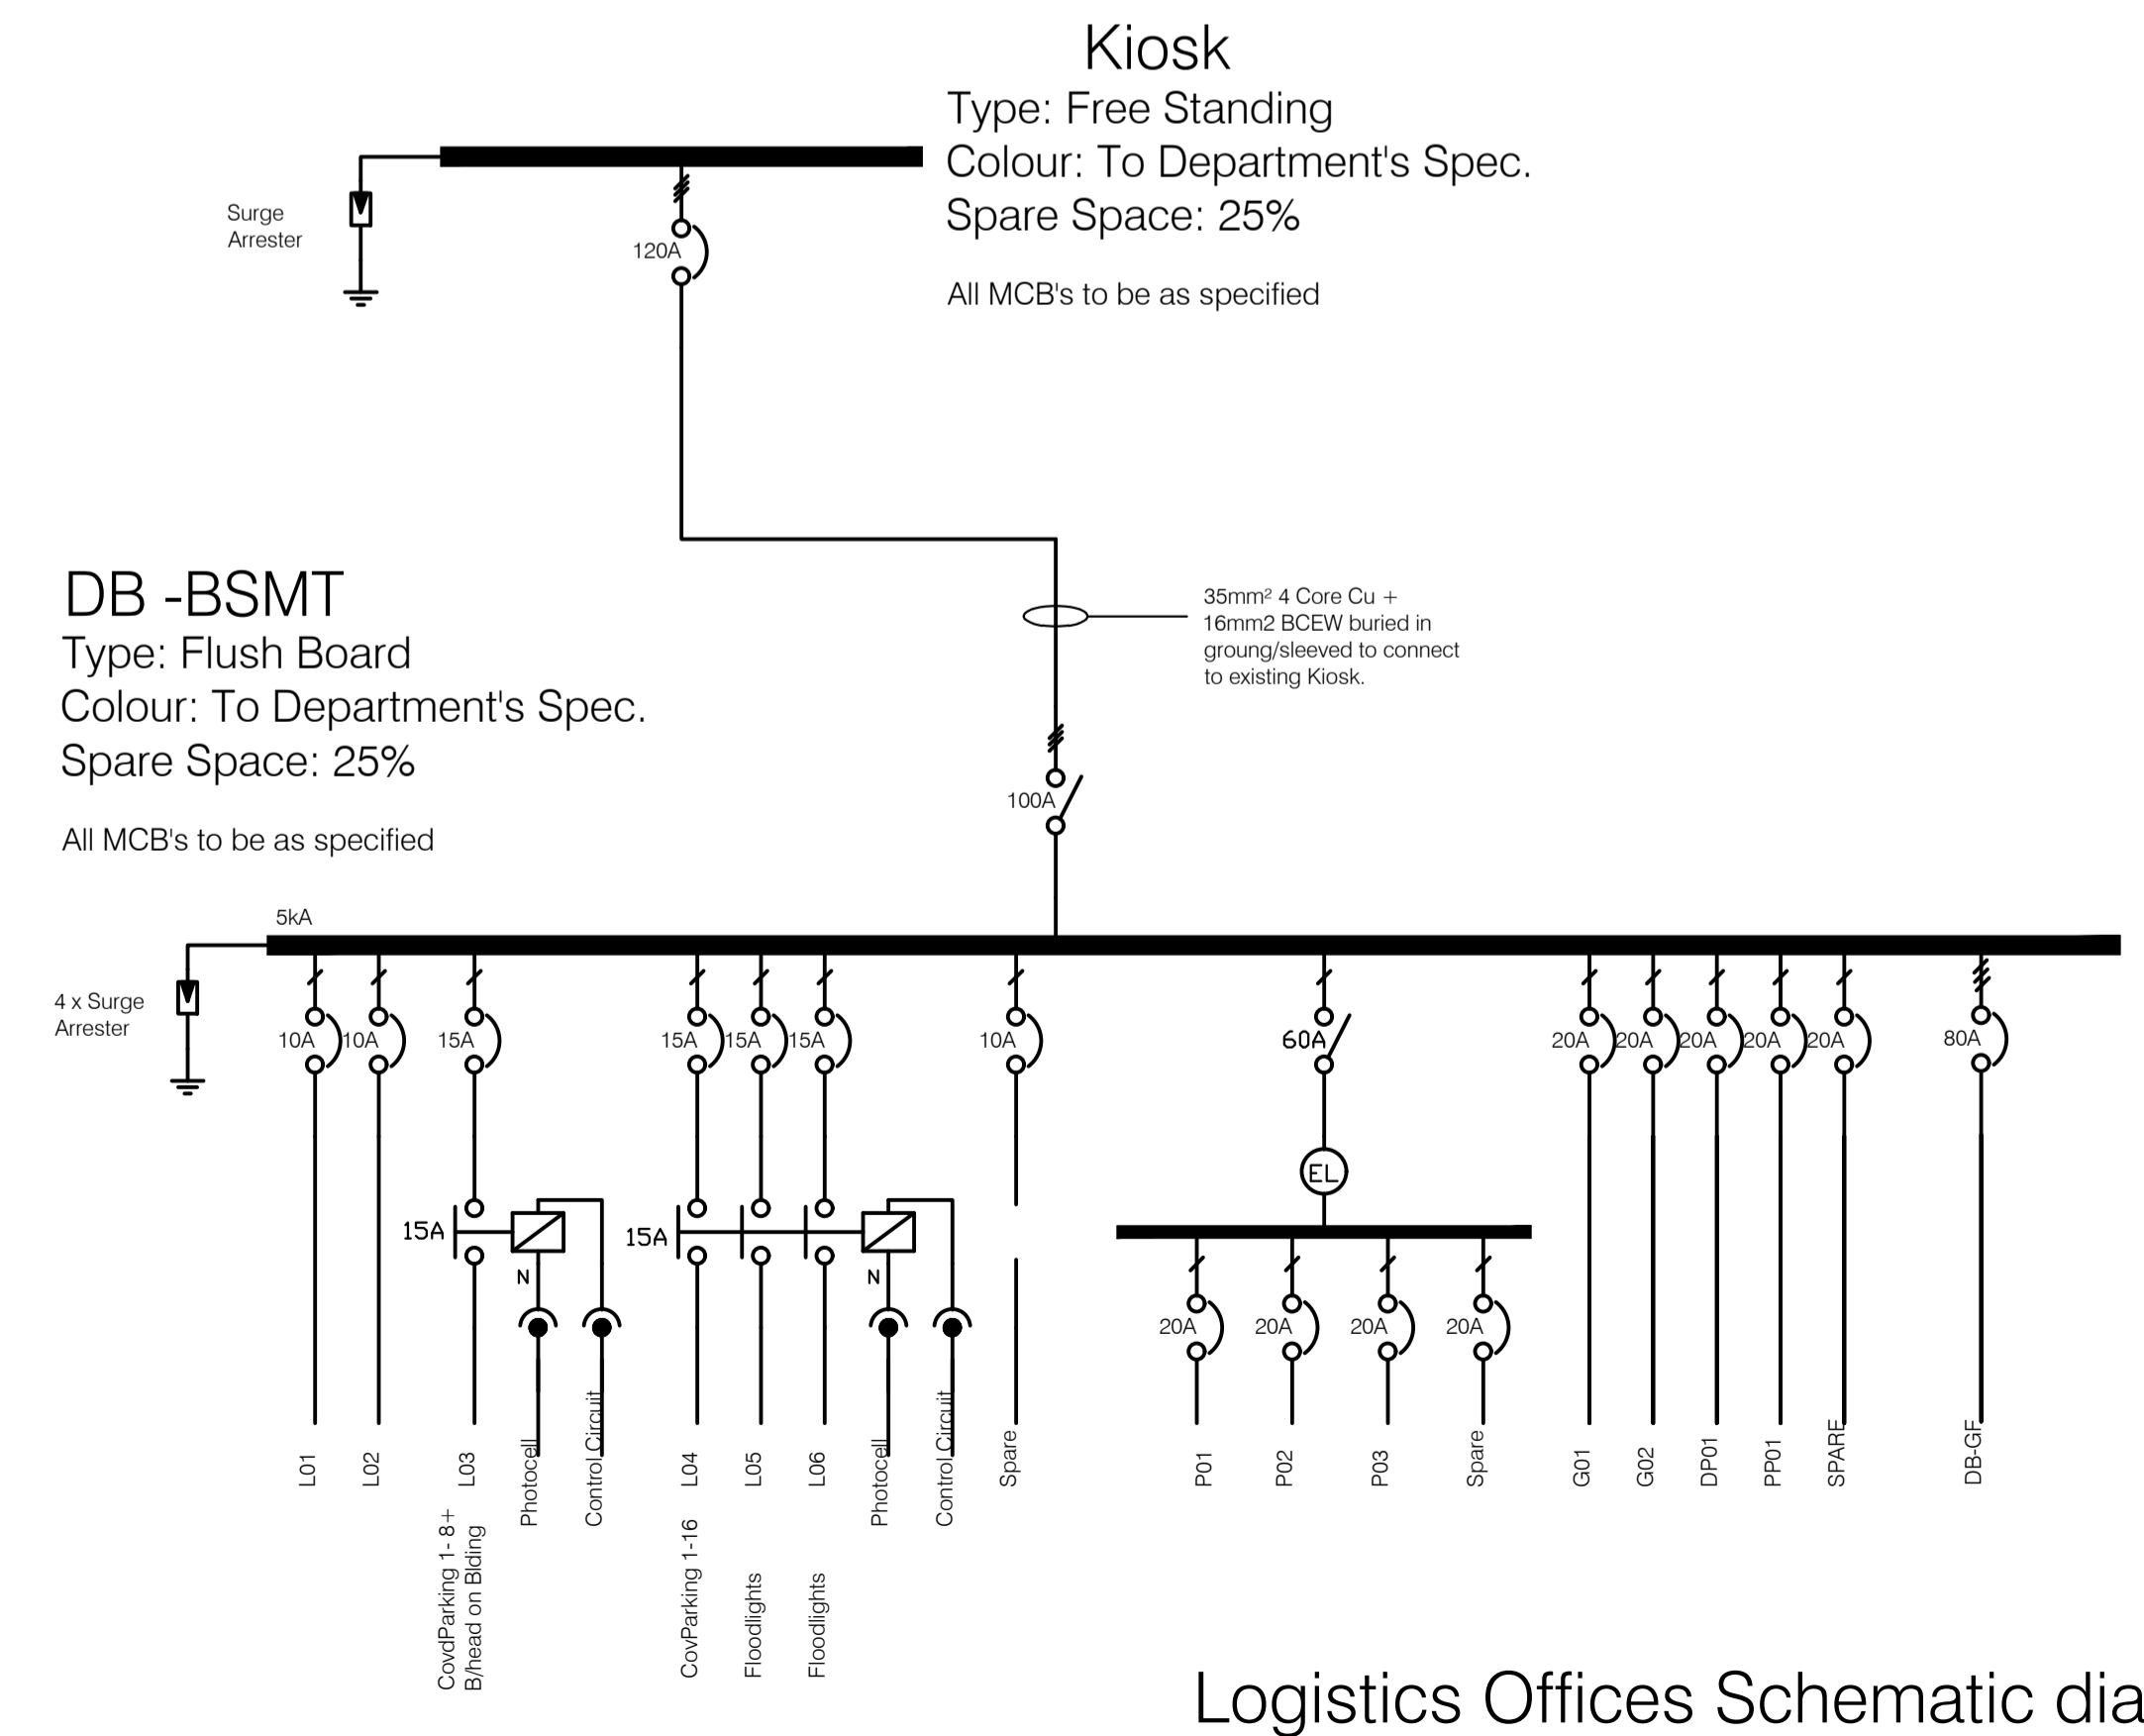 Kiosk
Type: Free Standing
Colour: To Department's Spec.
Spare Space: 25%
All MCB's to be as specified
Surge
Arrester
120A
35mm² 4 Core Cu +
16mm2 BCEW buried in
groung/sleeved to connect
to existing Kiosk.
DB -BSMT
Type: Flush Board
Colour: To Department's Spec.
Spare Space: 25%
All MCB's to be as specified
100A
5kA
4 x Surge
Arrester
10A
10A
15A
15A
15A
15A
10A
60A
20A
20A
20A
20A
20A
80A
EL
15A
N
15A
N
20A
20A
20A
20A
L01
L02
L03
CovdParking 1- 8+
B/head on Blding
Photocell
Control Circuit
L04
CovParking 1-16
L05
Floodlights
L06
Floodlights
Photocell
Control Circuit
Spare
P01
P02
P03
Spare
G01
G02
DP01
PP01
SPARE
DB-GF
Logistics Offices Schematic dia